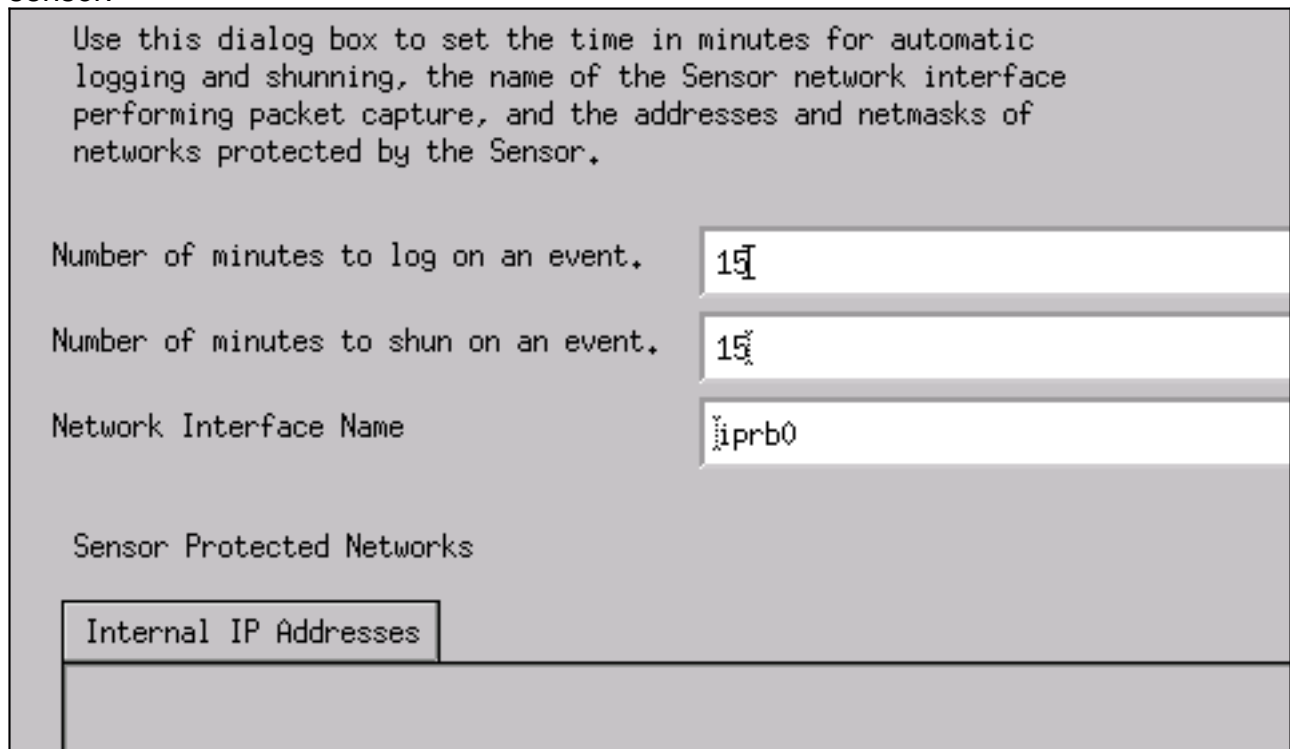 sensor.
Use this dialog box to set the time in minutes for automatic
logging and shunning, the name of the Sensor network interface
performing packet capture, and the addresses and netmasks of
networks protected by the Sensor.
Number of minutes to log on an event. 15
Number of minutes to shun on an event. 15
Network Interface Name iprb0
Sensor Protected Networks
Internal IP Addresses